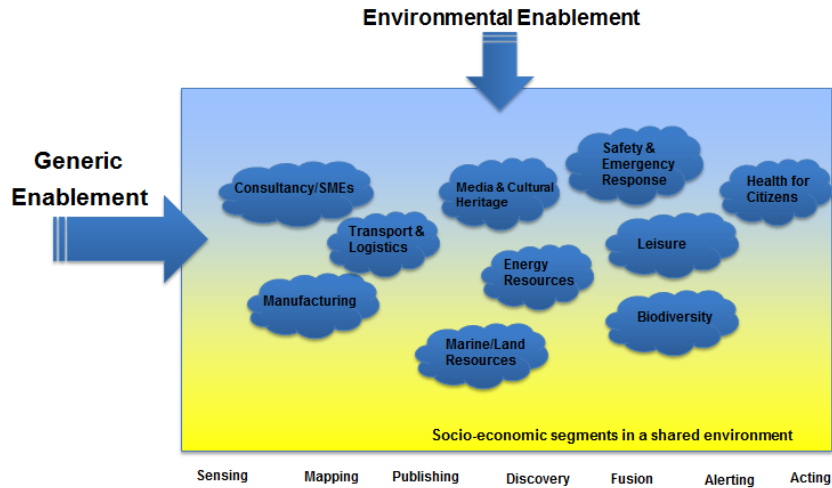 Environmental Enablement
Generic
Enablement
Safety &
Emergency
Response
Consultancy/SMEs
Media & Cultural
Heritage
Health for
Citizens
Transport &
Logistics
Leisure
Energy
Resources
Manufacturing
Biodiversity
Marine/Land
Resources
Socio-economic segments in a shared environment
Sensing Mapping Publishing Discovery Fusion Alerting Acting